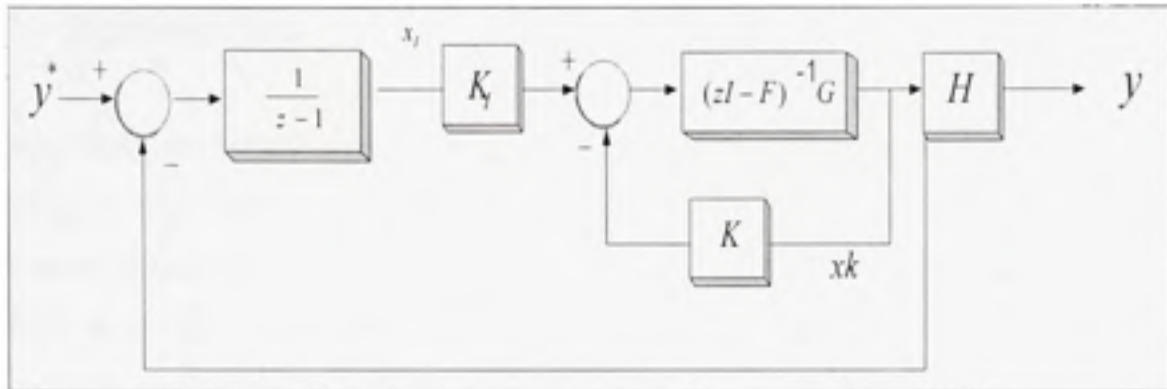 x_I
y* + − 1/(z − 1) K_I + − (zI − F)^{-1}G H y
K
xk